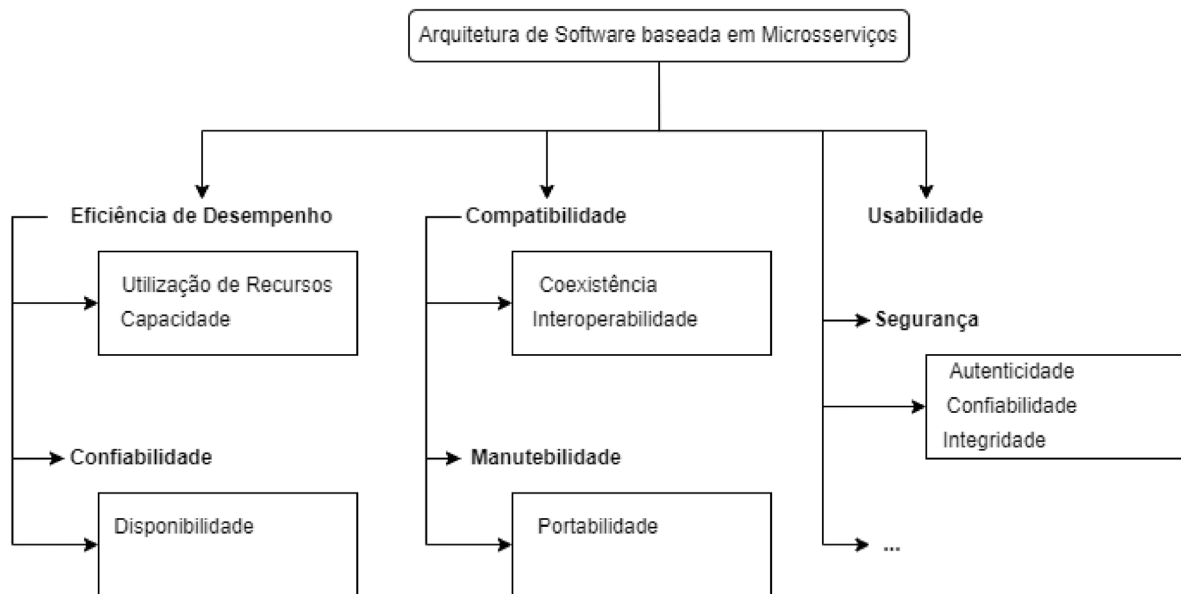 Arquitetura de Software baseada em Microsserviços
Eficiência de Desempenho
Utilização de Recursos
Capacidade
Confiabilidade
Disponibilidade
Compatibilidade
Coexistência
Interoperabilidade
Manutebilidade
Portabilidade
Usabilidade
Segurança
Autenticidade
Confiabilidade
Integridade
...